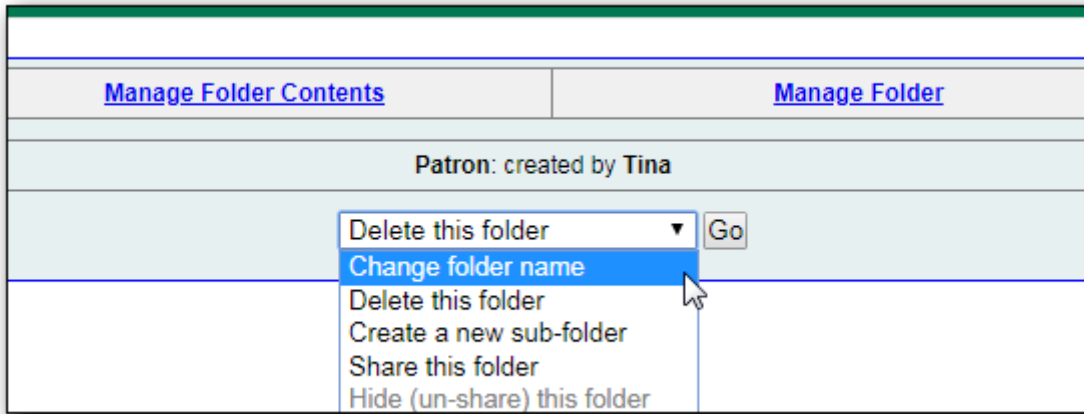 Manage Folder Contents
Manage Folder
Patron: created by Tina
Delete this folder
Go
Change folder name
Delete this folder
Create a new sub-folder
Share this folder
Hide (un-share) this folder